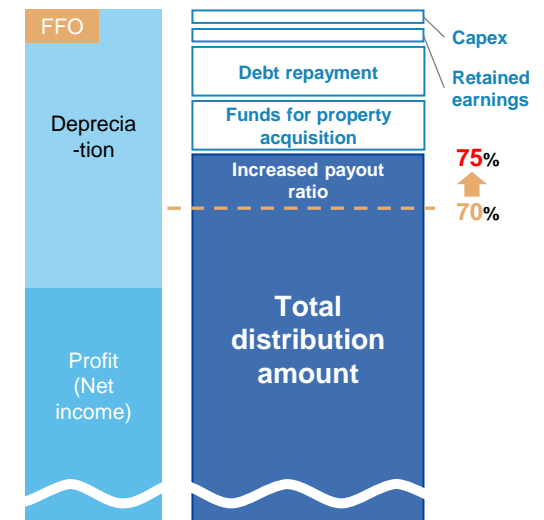 FFO
Deprecia
-tion
Profit
(Net
income)
Capex
Retained
earnings
Debt repayment
Funds for property
acquisition
Increased payout
ratio
75%
70%
Total
distribution
amount